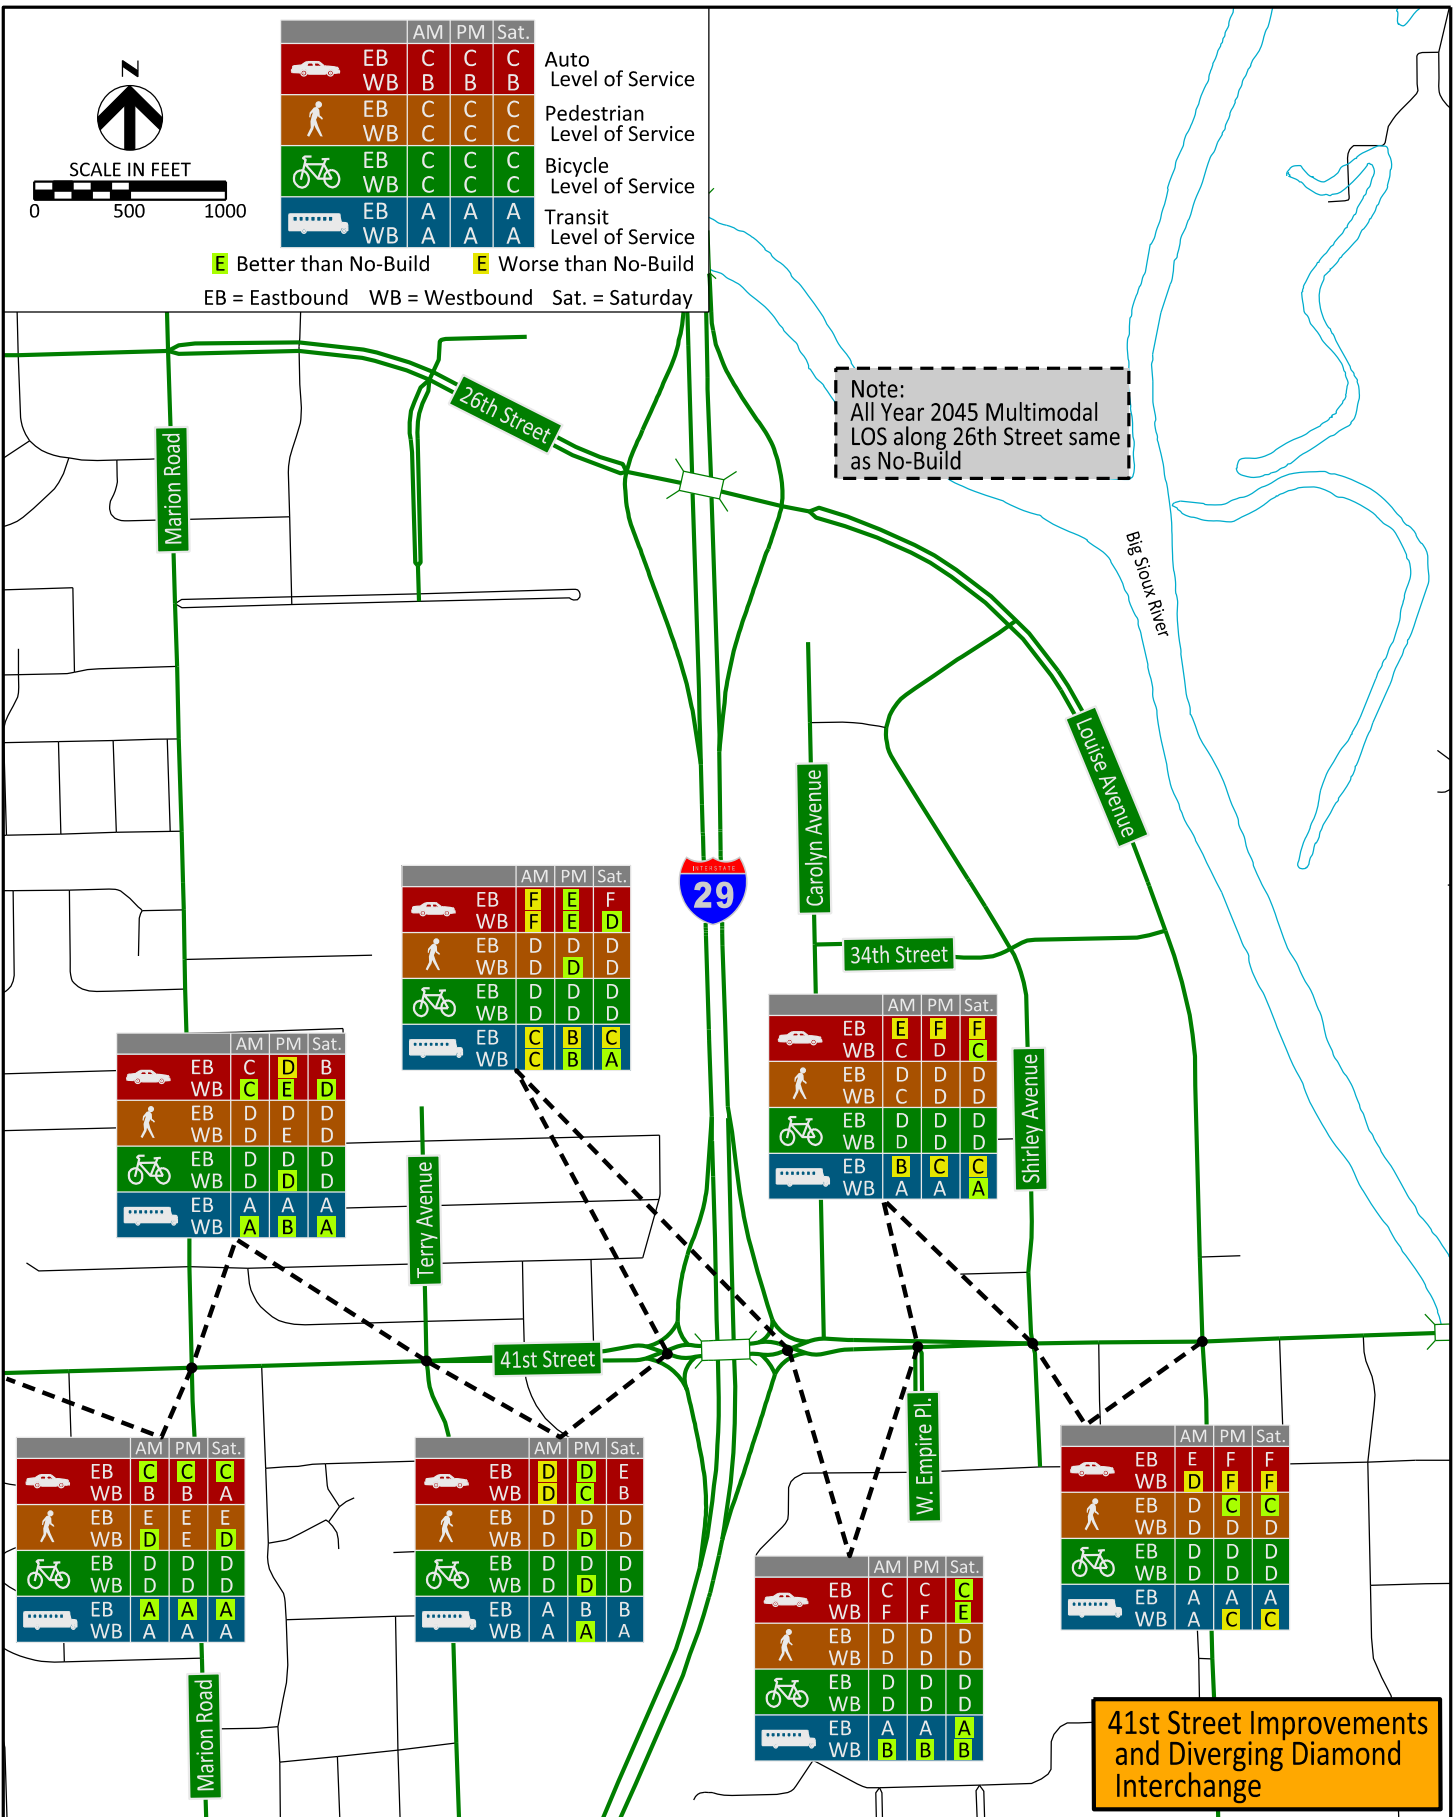 N
SCALE IN FEET
0 500 1000
AM PM Sat.
EB C C C
WB B B B
Auto
Level of Service
EB C C C
WB C C C
Pedestrian
Level of Service
EB C C C
WB C C C
Bicycle
Level of Service
EB A A A
WB A A A
Transit
Level of Service
E Better than No-Build E Worse than No-Build
EB = Eastbound WB = Westbound Sat. = Saturday
26th Street
Marion Road
Note:
All Year 2045 Multimodal
LOS along 26th Street same
as No-Build
Big Sioux River
Louise Avenue
Carolyn Avenue
INTERSTATE
29
34th Street
AM PM Sat.
EB F E F
WB F E D
EB D D D
WB D D D
EB D D D
WB D D D
EB C B C
WB C B A
AM PM Sat.
EB E F F
WB C D C
EB D D D
WB C D D
EB D D D
WB D D D
EB B C C
WB A A A
Shirley Avenue
AM PM Sat.
EB C D B
WB C E D
EB D D D
WB D E D
EB D D D
WB D D D
EB A A A
WB A B A
Terry Avenue
41st Street
W. Empire Pl.
AM PM Sat.
EB C C C
WB B B A
EB E E E
WB D E D
EB D D D
WB D D D
EB A A A
WB A A A
AM PM Sat.
EB D D E
WB D C B
EB D D D
WB D D D
EB D D D
WB D D D
EB A B B
WB A A A
AM PM Sat.
EB E F F
WB D F F
EB D C C
WB D D D
EB D D D
WB D D D
EB A A A
WB A C C
AM PM Sat.
EB C C C
WB F F E
EB D D D
WB D D D
EB D D D
WB D D D
EB A A A
WB B B B
Marion Road
41st Street Improvements
and Diverging Diamond
Interchange